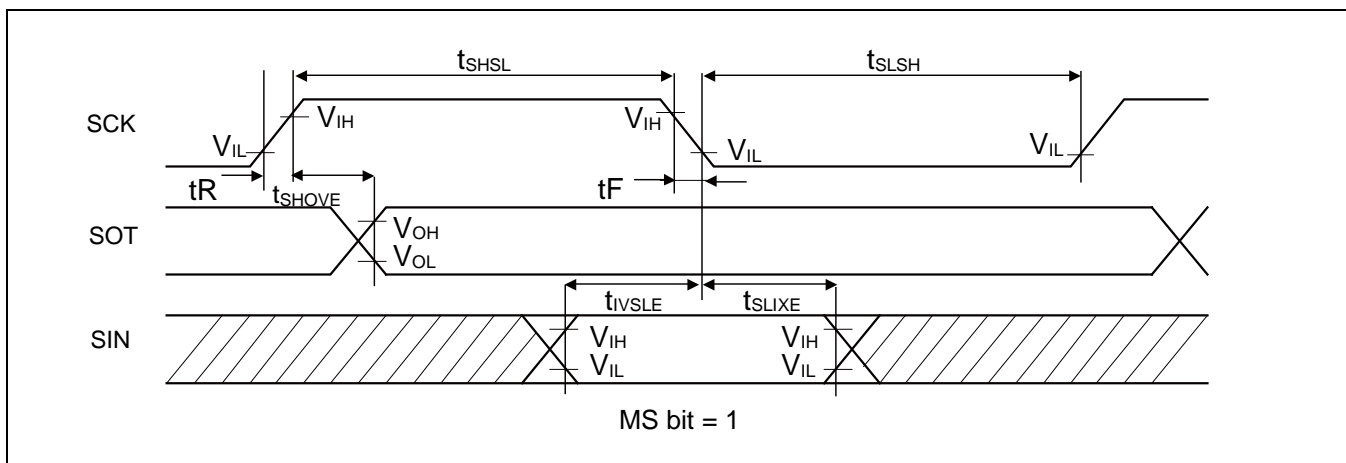 tSHSL
tSLSH
SCK
VIH
VIH
VIL
VIL
VIL
tR
tSHOVE
tF
SOT
VOH
VOL
tIVSLE
tSLIXE
SIN
VIH
VIH
VIL
VIL
MS bit = 1